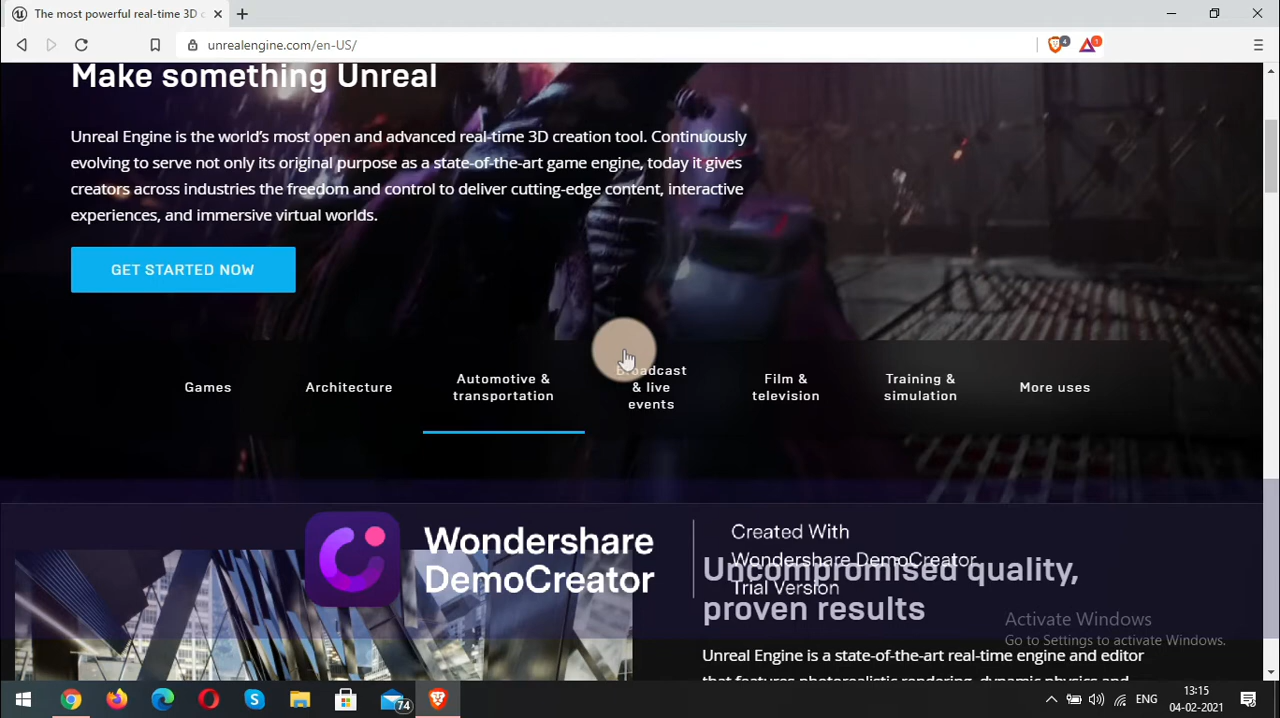 The most powerful real-time 3D c
unrealengine.com/en-US/
4
1
Make something Unreal
Unreal Engine is the world's most open and advanced real-time 3D creation tool. Continuously
evolving to serve not only its original purpose as a state-of-the-art game engine, today it gives
creators across industries the freedom and control to deliver cutting-edge content, interactive
experiences, and immersive virtual worlds.
GET STARTED NOW
Games
Architecture
Automotive &
transportation
Broadcast
& live
events
Film &
television
Training &
simulation
More uses
Wondershare
DemoCreator
Created With
Wondershare DemoCreator
Trial Version
Uncompromised quality,
proven results
Activate Windows
Go to Settings to activate Windows.
Unreal Engine is a state-of-the-art real-time engine and editor
that features photorealistic rendering, dynamic physics and
74
ENG
13:15
04-02-2021